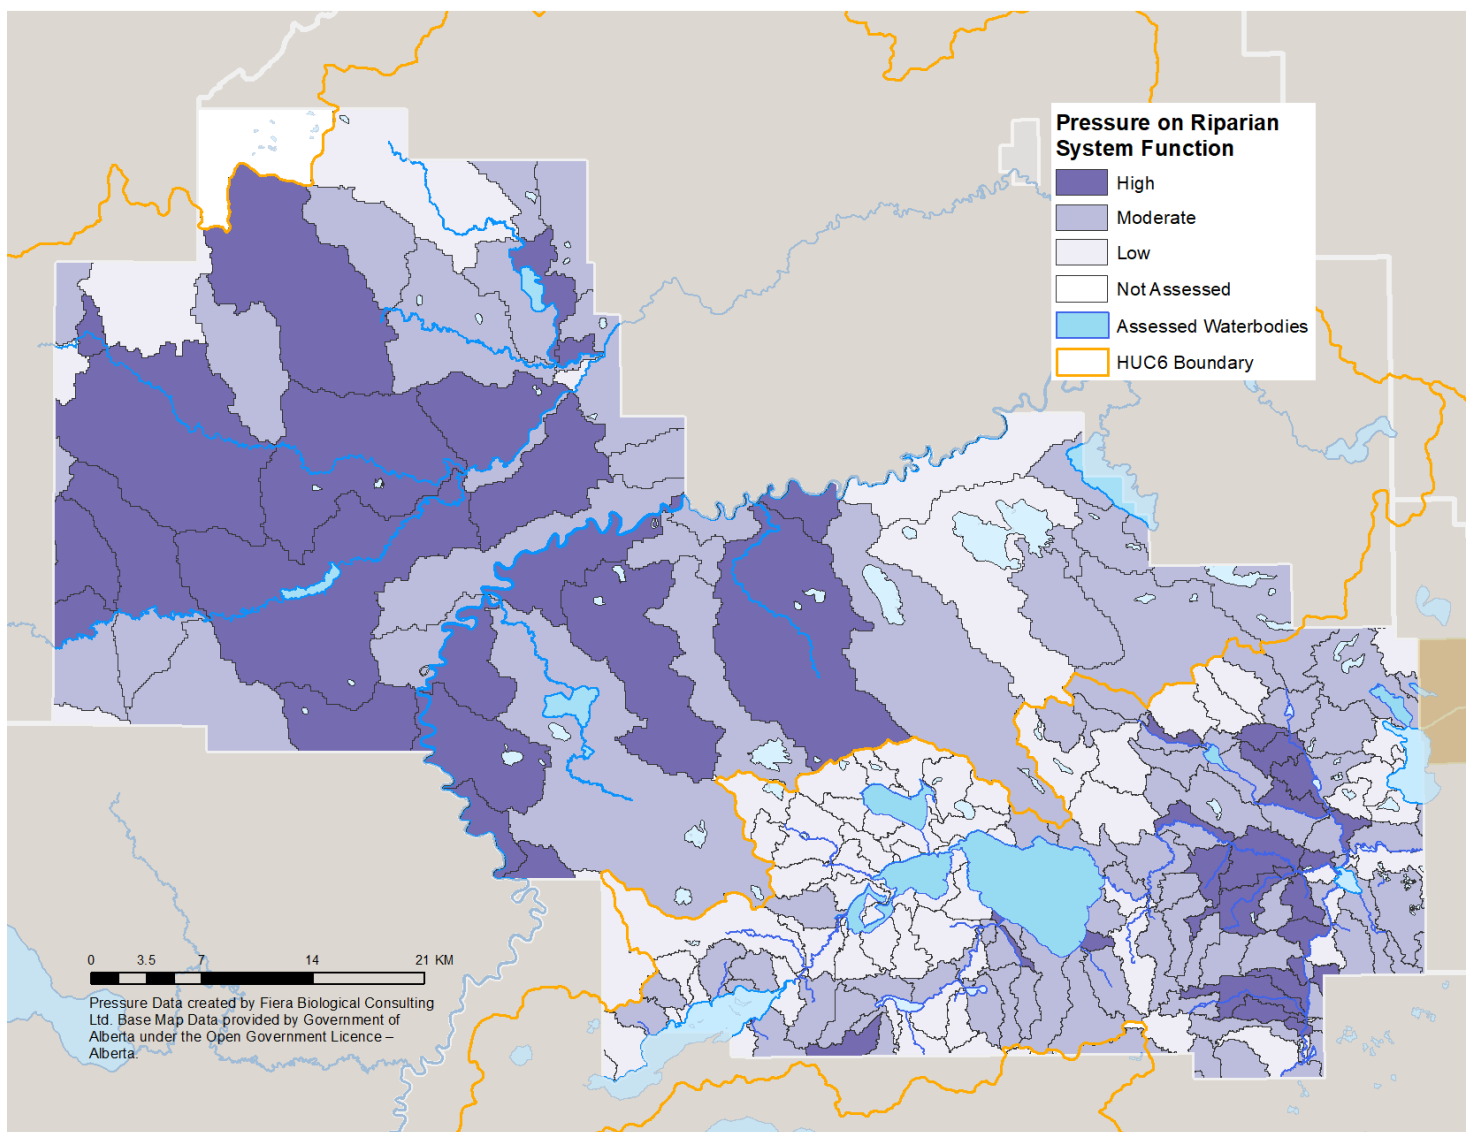 Pressure on Riparian
System Function
High
Moderate
Low
Not Assessed
Assessed Waterbodies
HUC6 Boundary
0 3.5 7 14 21 KM
Pressure Data created by Fiera Biological Consulting
Ltd. Base Map Data provided by Government of
Alberta under the Open Government Licence –
Alberta.